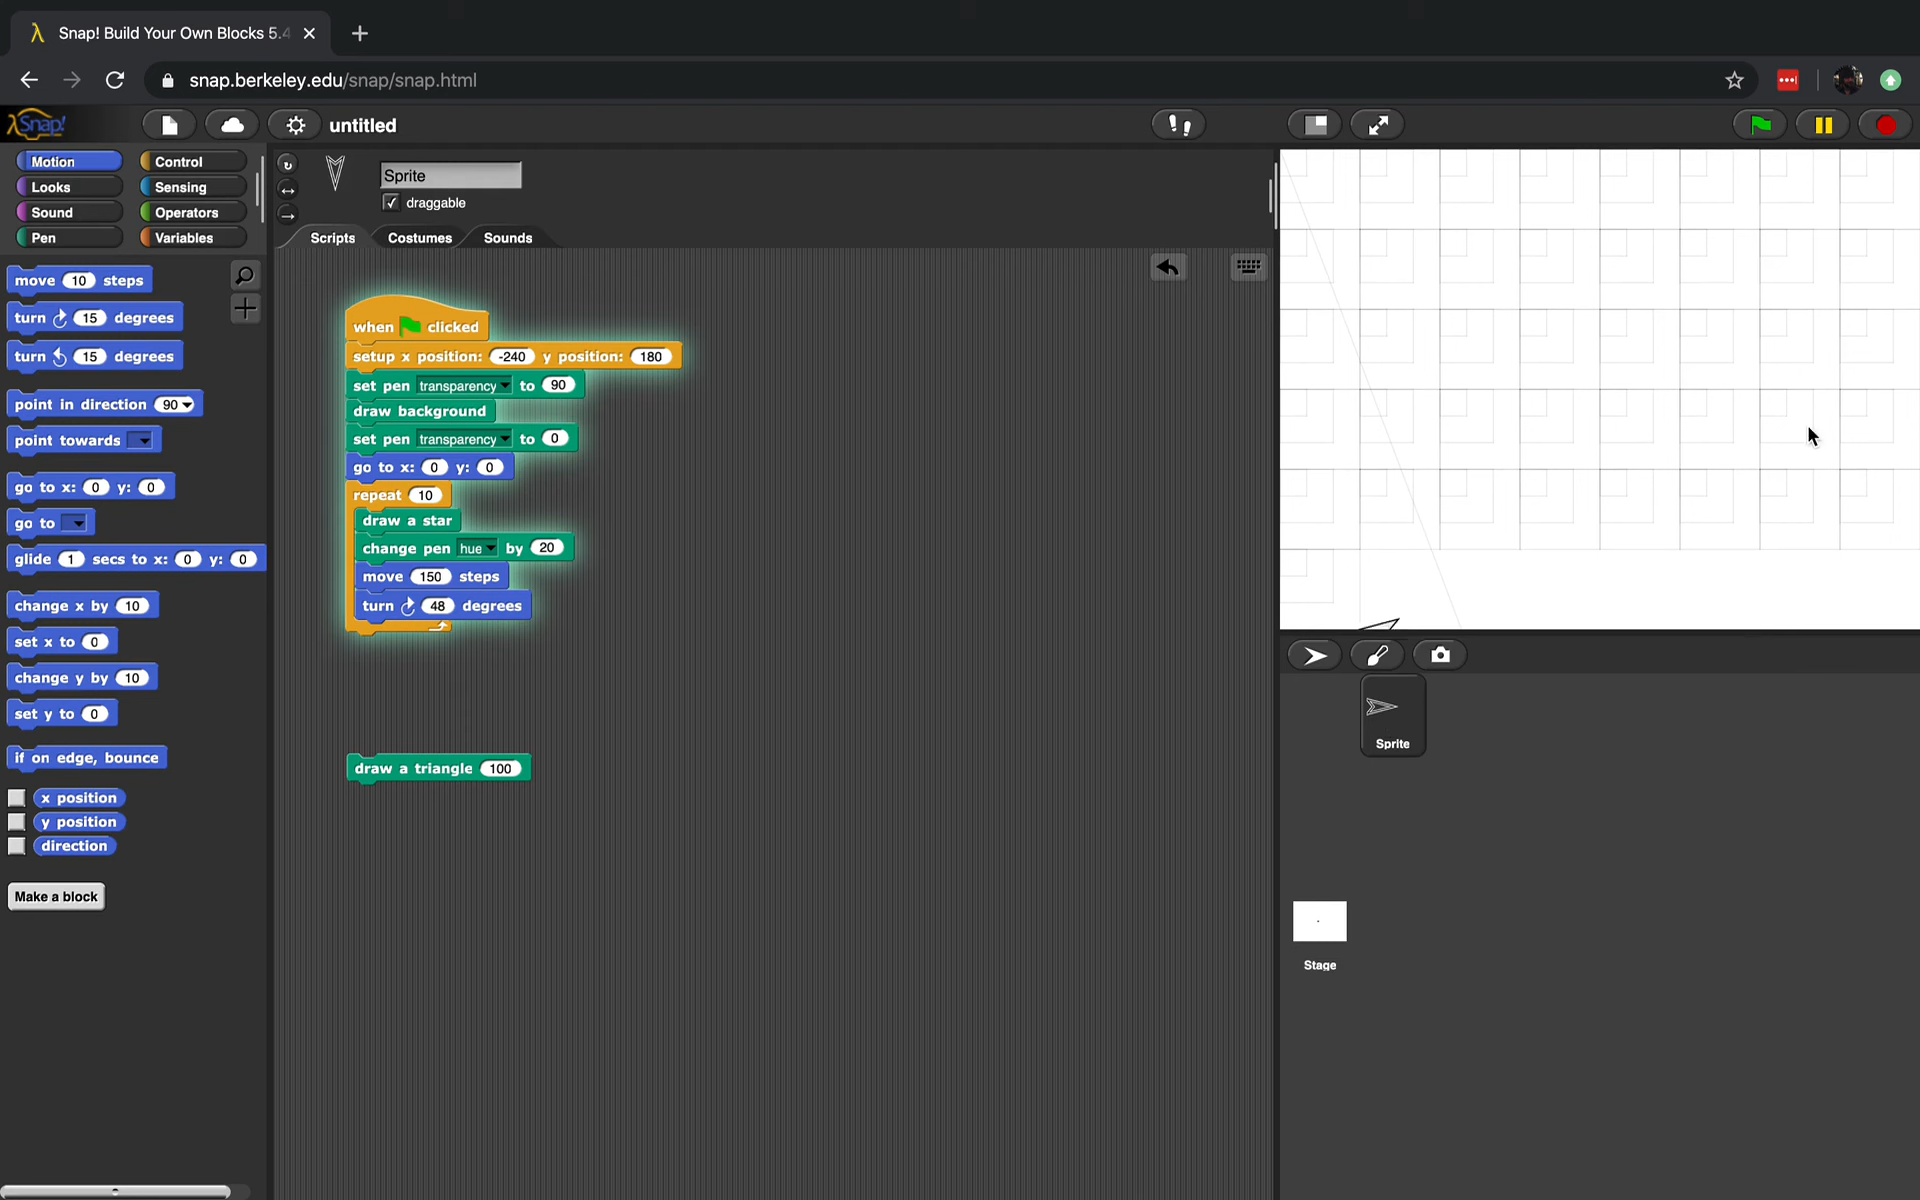 Snap! Build Your Own Blocks 5.4
snap.berkeley.edu/snap/snap.html
Snap!
untitled
Motion
Control
Looks
Sensing
Sound
Operators
Pen
Variables
Sprite
draggable
Scripts
Costumes
Sounds
move 10 steps
turn 15 degrees
turn 15 degrees
point in direction 90
point towards
go to x: 0 y: 0
go to
glide 1 secs to x: 0 y: 0
change x by 10
set x to 0
change y by 10
set y to 0
if on edge, bounce
x position
y position
direction
Make a block
when clicked
setup x position: -240 y position: 180
set pen transparency to 90
draw background
set pen transparency to 0
go to x: 0 y: 0
repeat 10
draw a star
change pen hue by 20
move 150 steps
turn 48 degrees
draw a triangle 100
Sprite
Stage